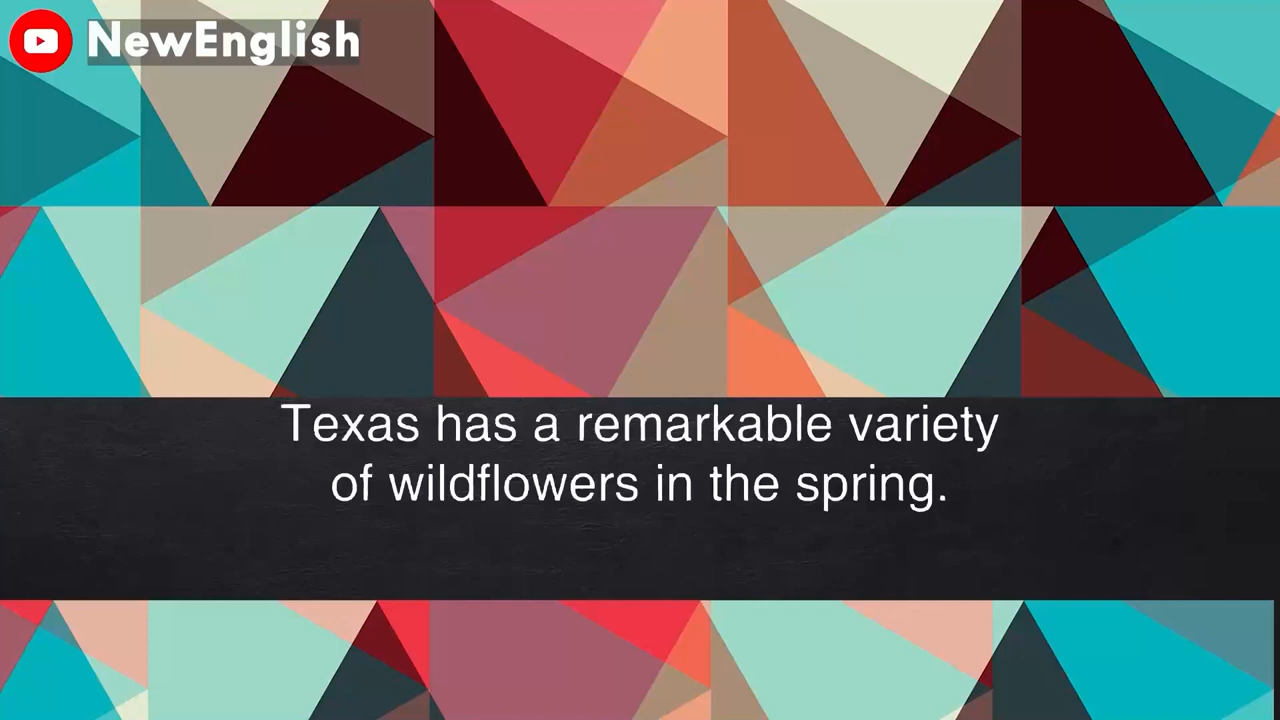 NewEnglish
Texas has a remarkable variety
of wildflowers in the spring.